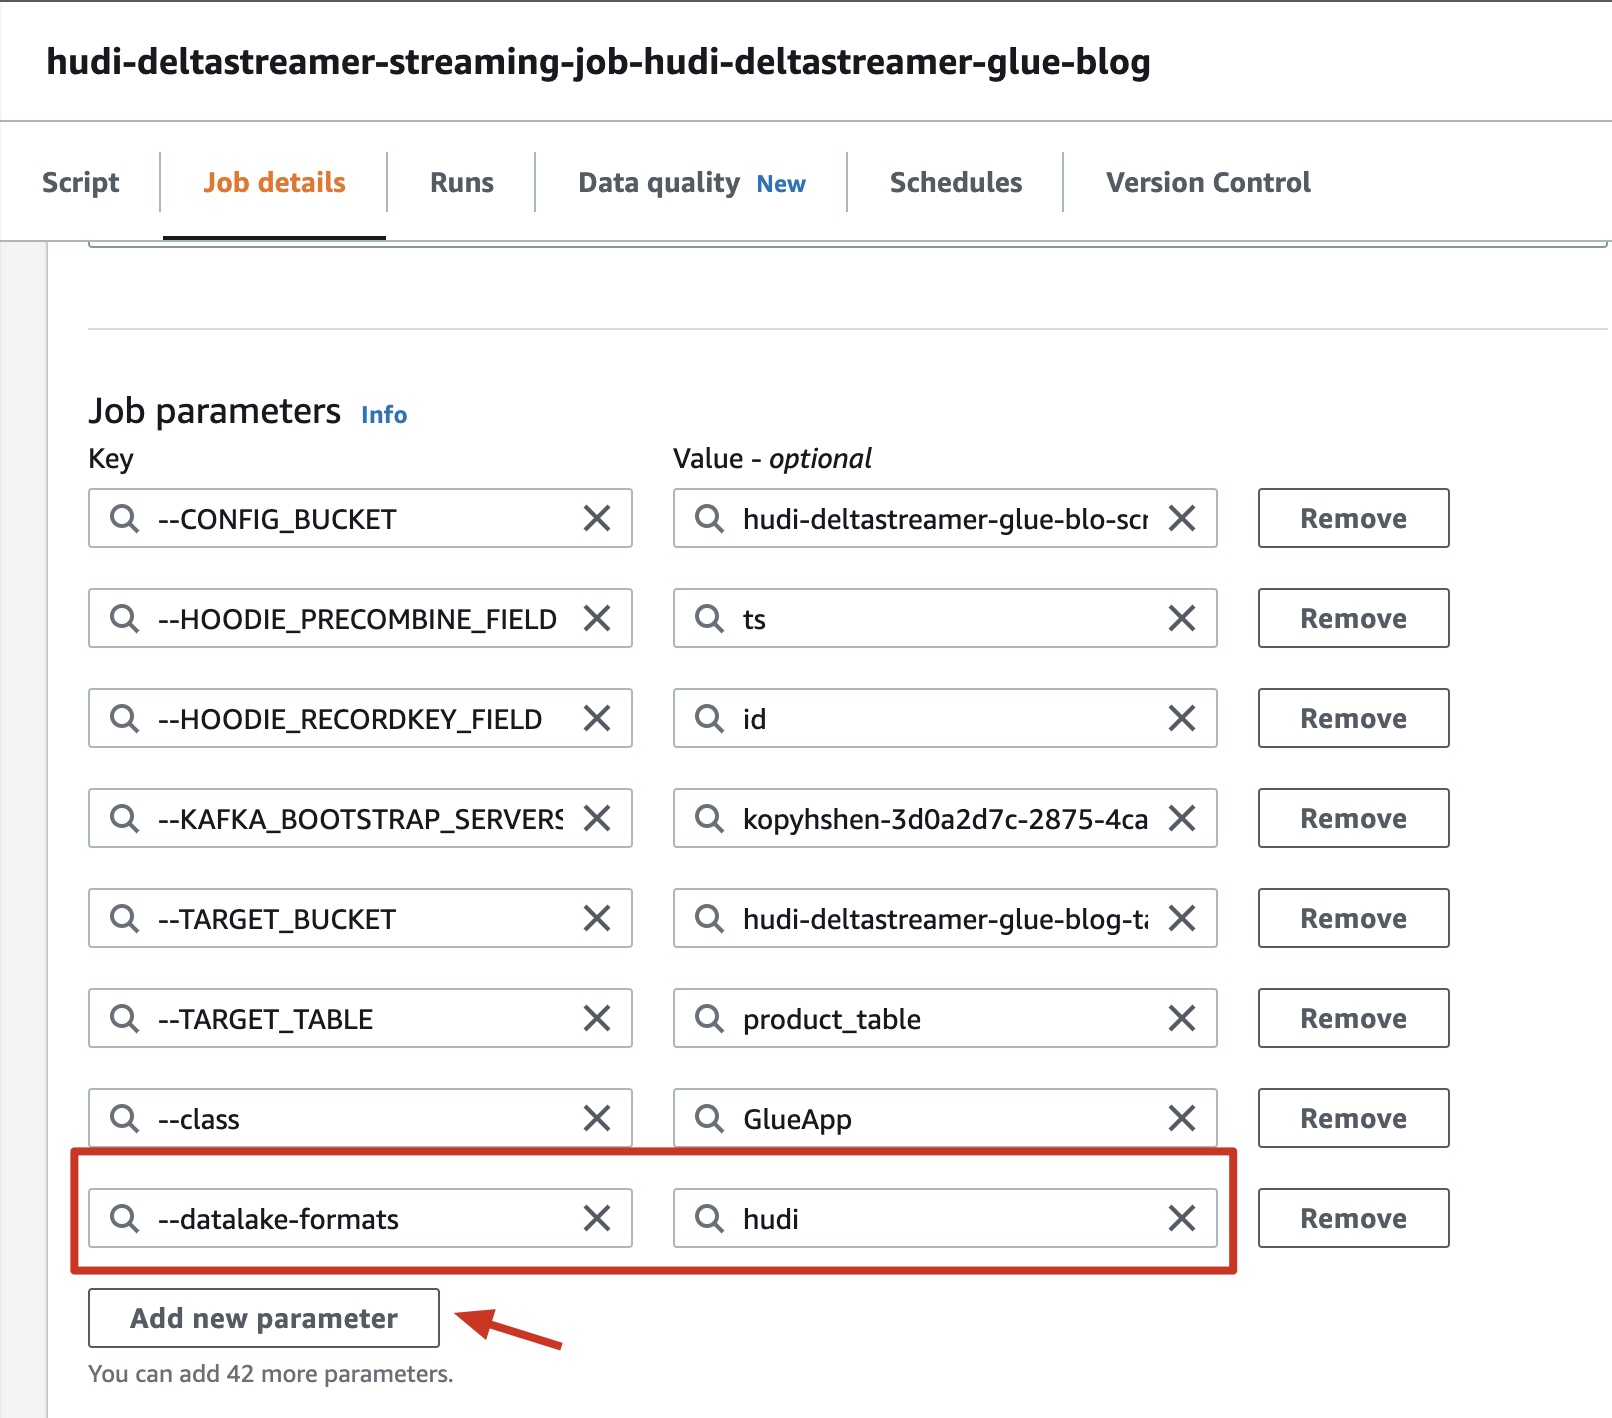 hudi-deltastreamer-streaming-job-hudi-deltastreamer-glue-blog
Script Job details Runs Data quality New Schedules Version Control
Job parameters Info
Key Value - optional
--CONFIG_BUCKET hudi-deltastreamer-glue-blo-scr Remove
--HOODIE_PRECOMBINE_FIELD ts Remove
--HOODIE_RECORDKEY_FIELD id Remove
--KAFKA_BOOTSTRAP_SERVERS kopyhshen-3d0a2d7c-2875-4ca Remove
--TARGET_BUCKET hudi-deltastreamer-glue-blog-ta Remove
--TARGET_TABLE product_table Remove
--class GlueApp Remove
--datalake-formats hudi Remove
Add new parameter
You can add 42 more parameters.